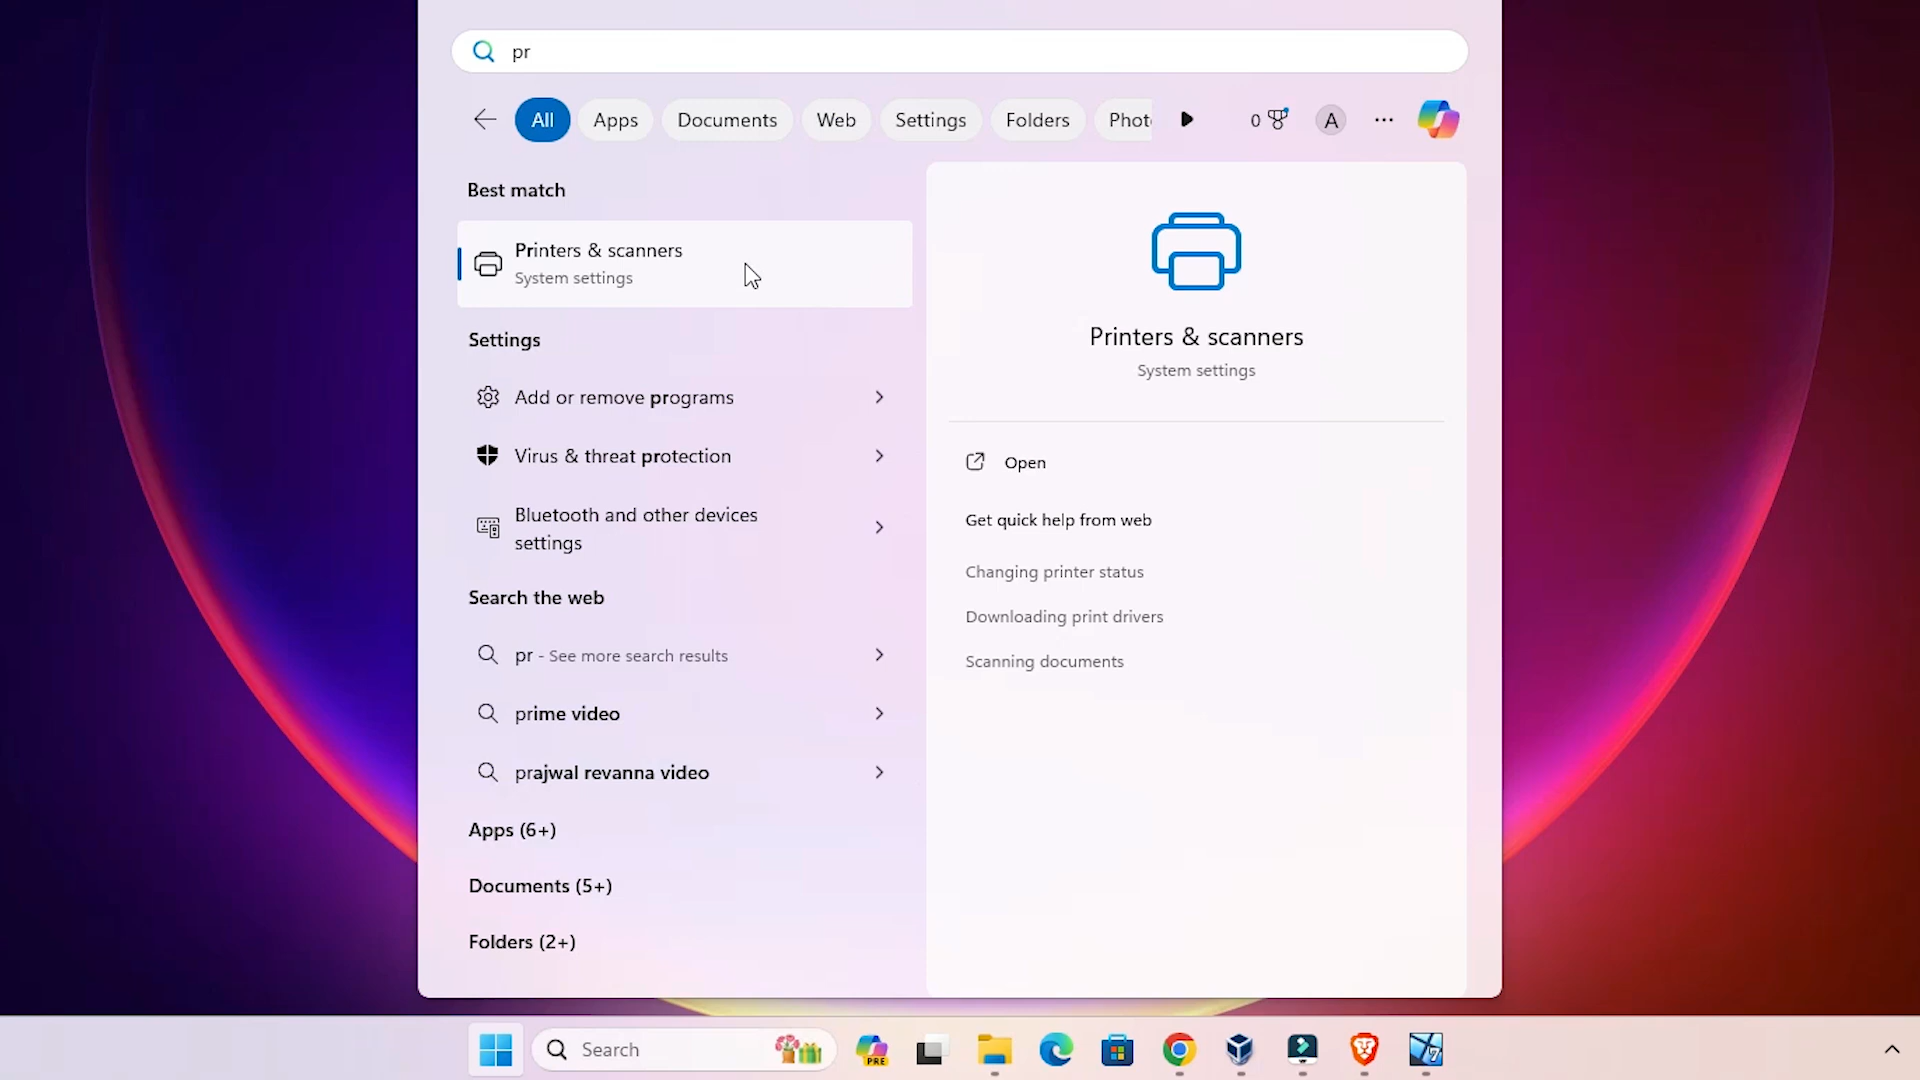 pr
All
Apps
Documents
Web
Settings
Folders
Phot
0
A
Best match
Printers & scanners
System settings
Settings
Add or remove programs
Virus & threat protection
Bluetooth and other devices
settings
Search the web
pr - See more search results
prime video
prajwal revanna video
Apps (6+)
Documents (5+)
Folders (2+)
Printers & scanners
System settings
Open
Get quick help from web
Changing printer status
Downloading print drivers
Scanning documents
Search
PRE
7